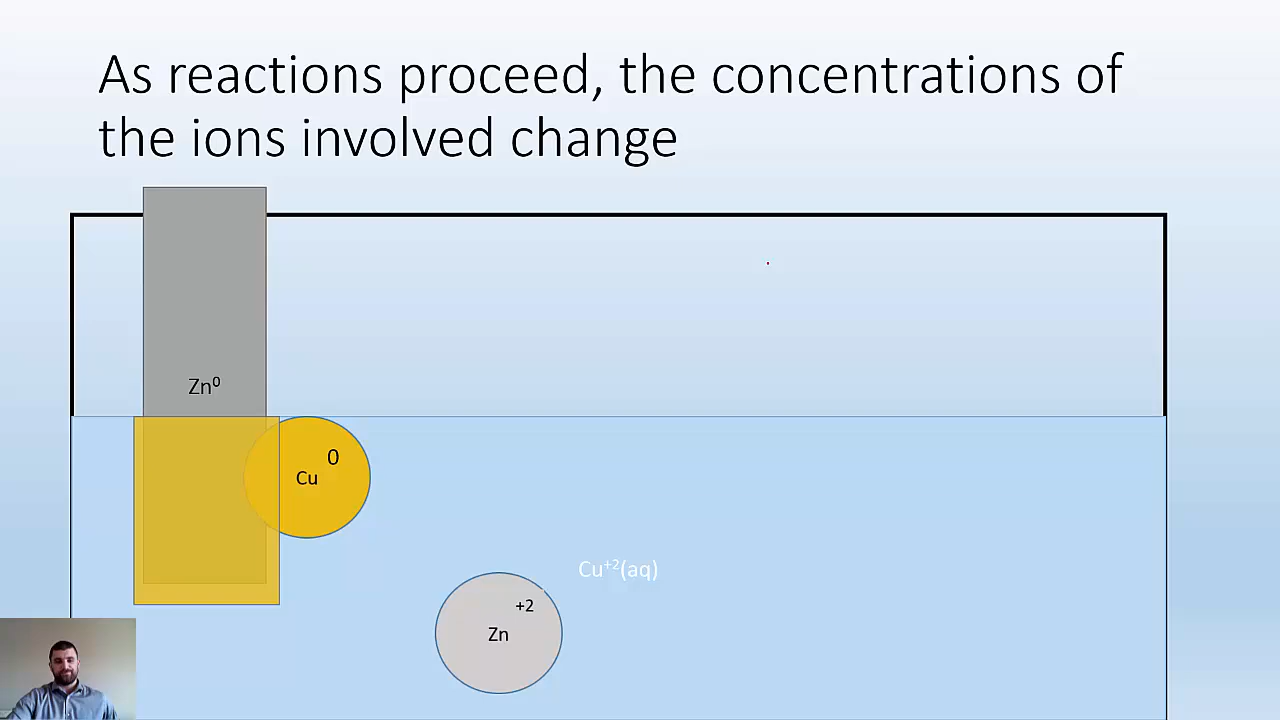 As reactions proceed, the concentrations of
the ions involved change
Zn⁰
0
Cu
Cu⁺²(aq)
+2
Zn